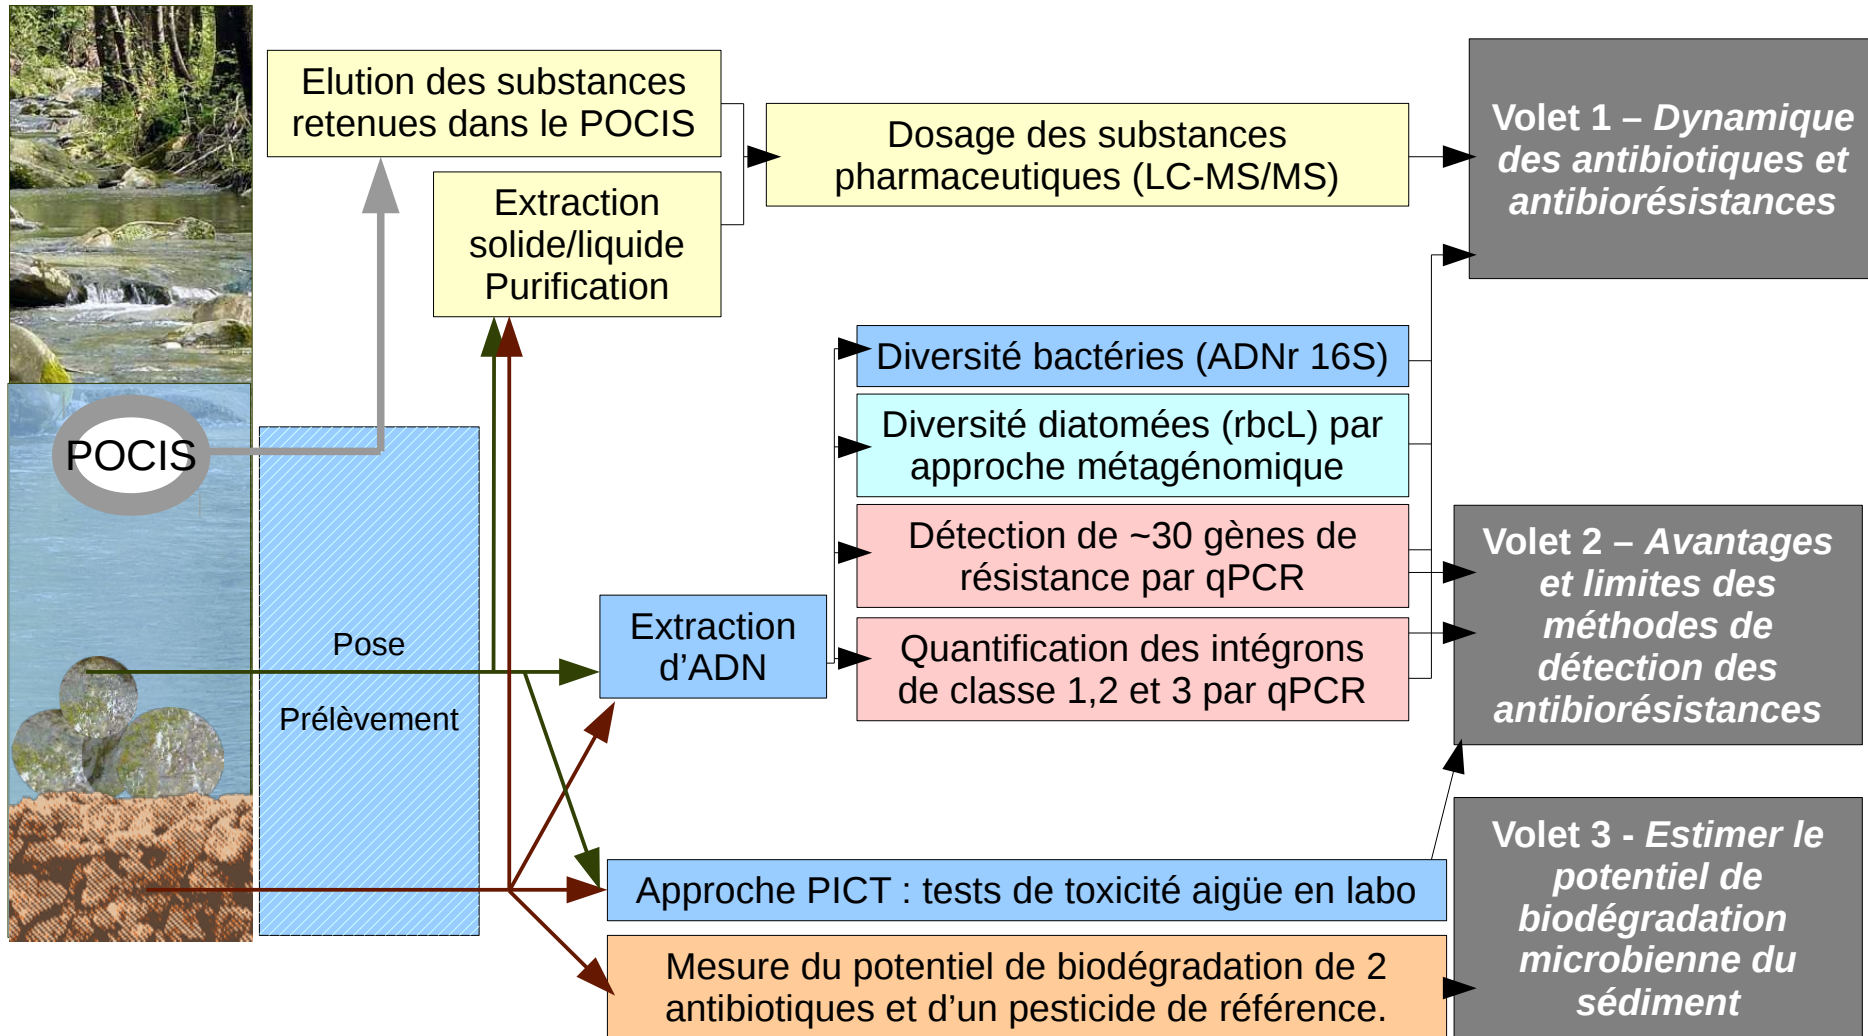 Elution des substances
retenues dans le POCIS
Extraction
solide/liquide
Purification
Dosage des substances
pharmaceutiques (LC-MS/MS)
Volet 1 – Dynamique
des antibiotiques et
antibiorésistances
POCIS
Pose
Prélèvement
Extraction
d’ADN
Diversité bactéries (ADNr 16S)
Diversité diatomées (rbcL) par
approche métagénomique
Détection de ~30 gènes de
résistance par qPCR
Quantification des intégrons
de classe 1,2 et 3 par qPCR
Volet 2 – Avantages
et limites des
méthodes de
détection des
antibiorésistances
Approche PICT : tests de toxicité aigüe en labo
Mesure du potentiel de biodégradation de 2
antibiotiques et d’un pesticide de référence.
Volet 3 - Estimer le
potentiel de
biodégradation
microbienne du
sédiment